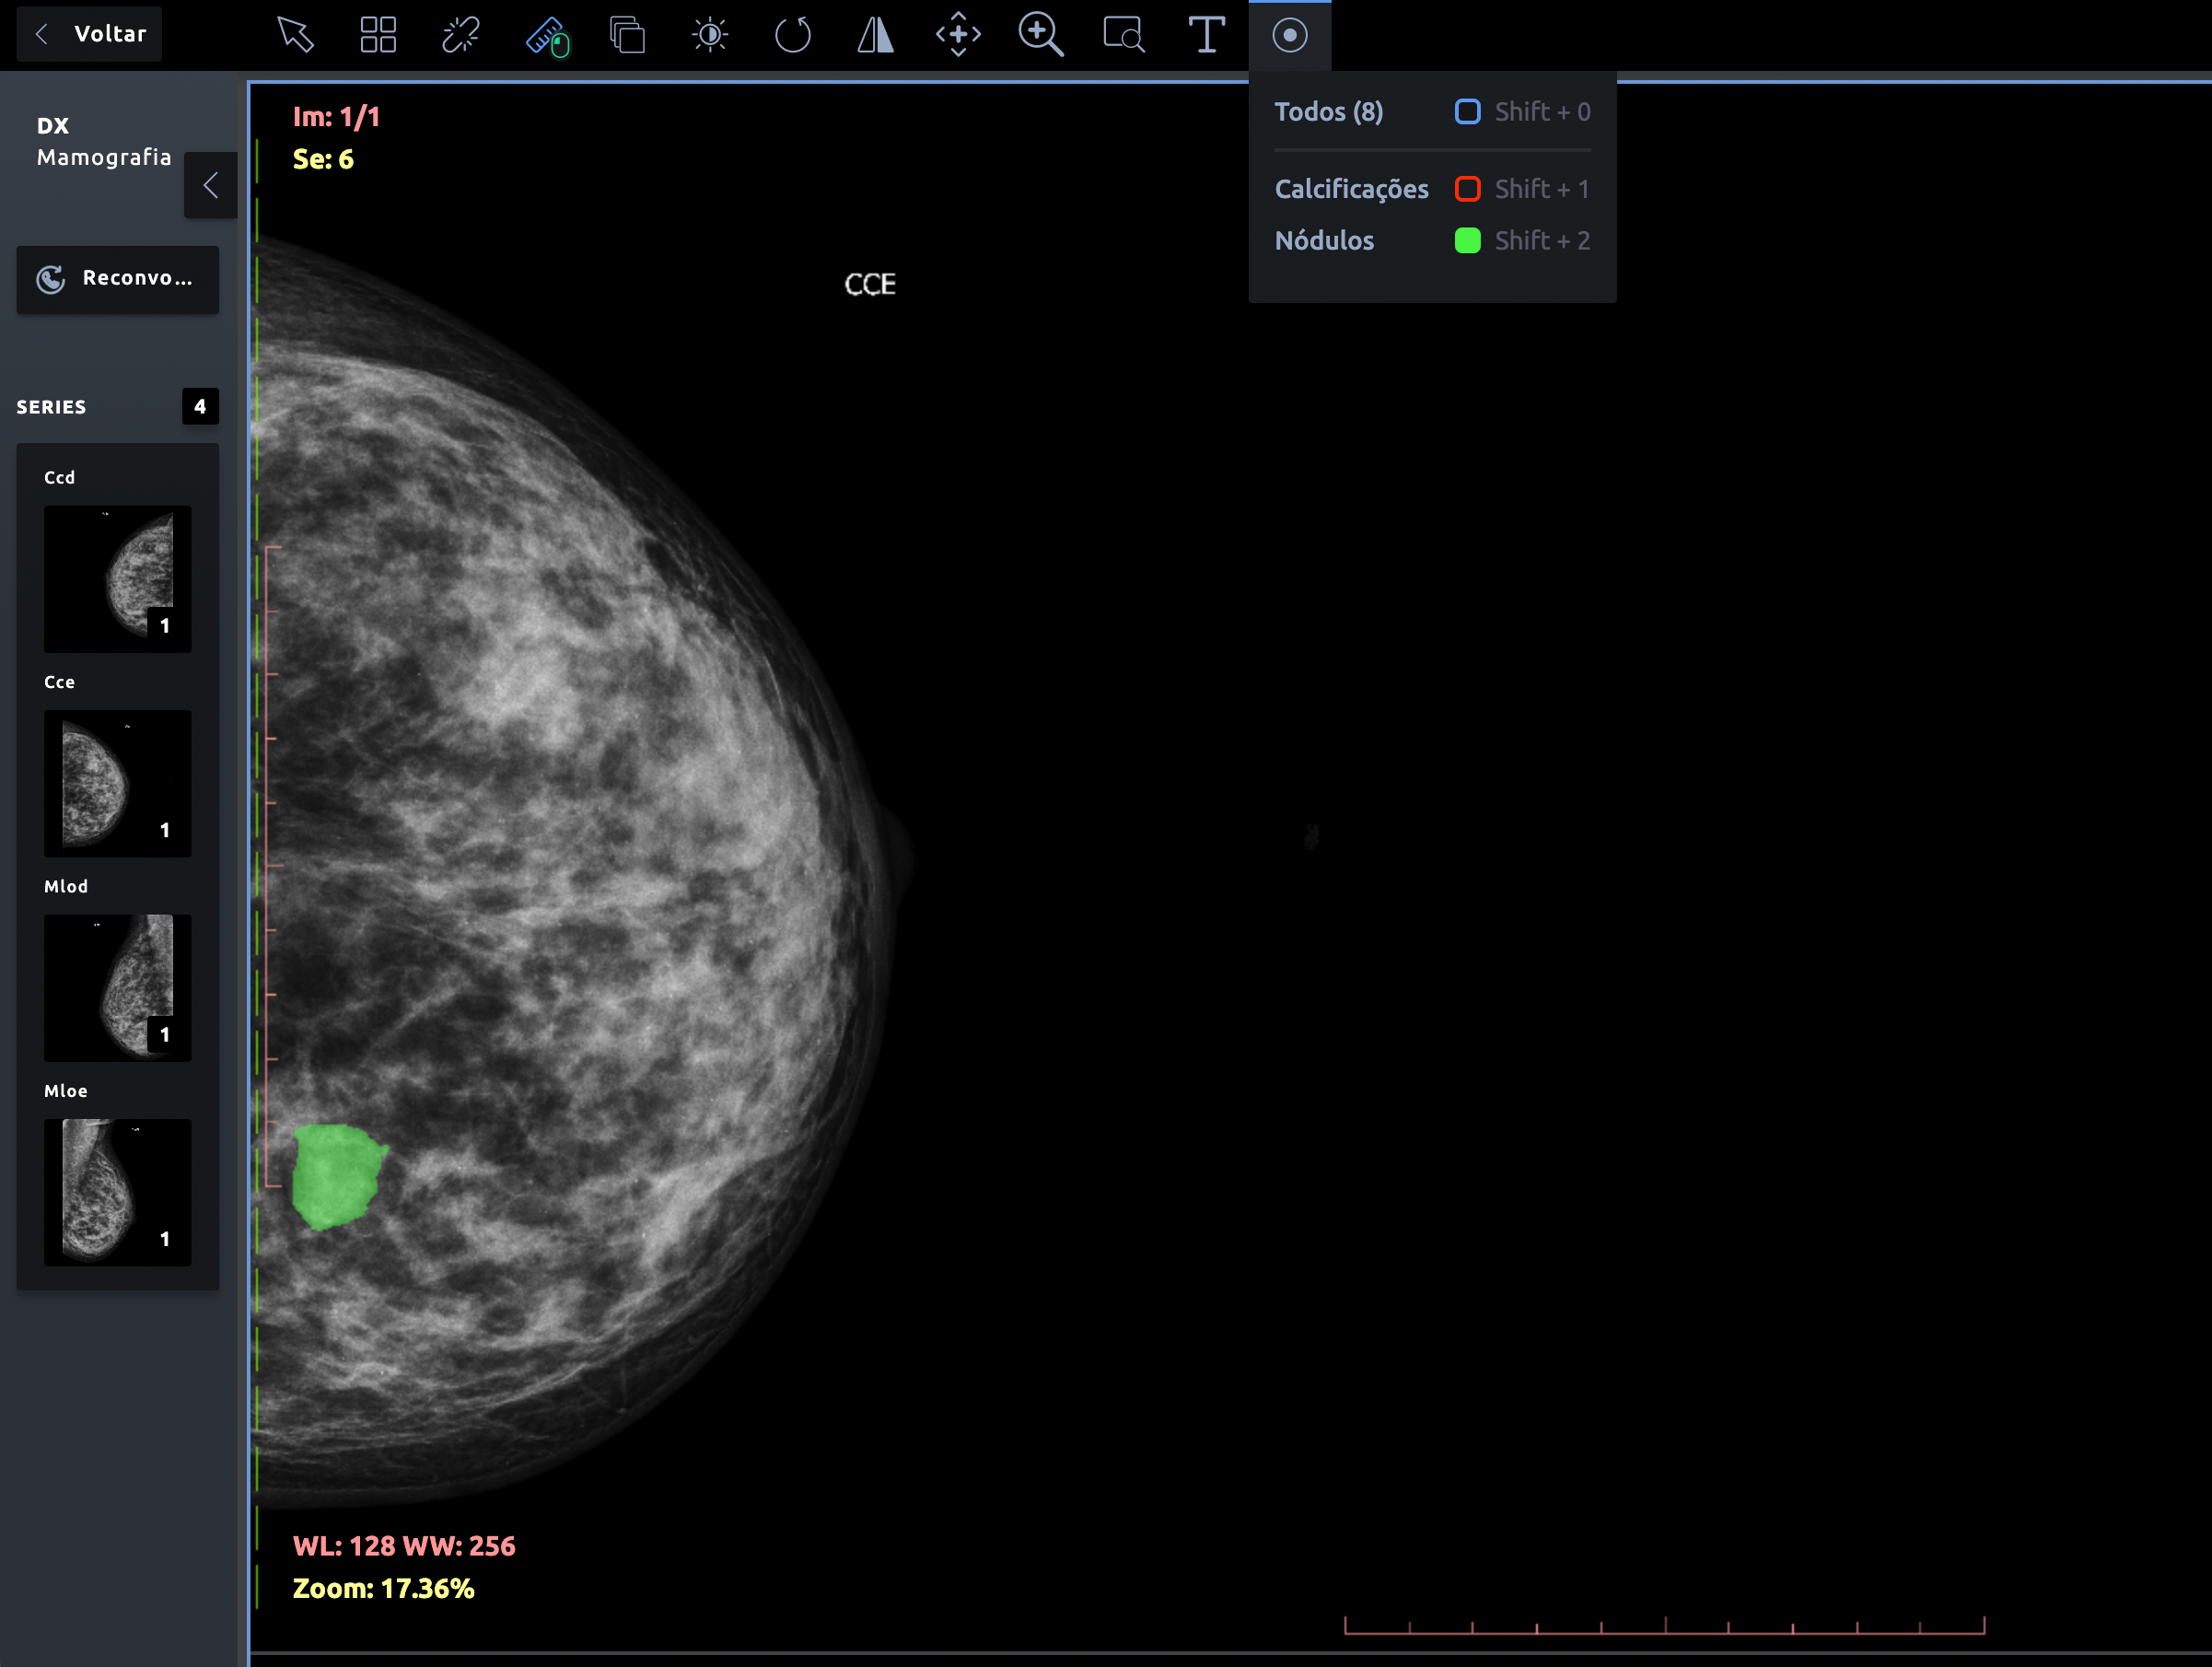 Voltar
DX
Mamografia
Reconvo...
SERIES 4
Ccd
1
Cce
1
Mlod
1
Mloe
1
Im: 1/1
Se: 6
CCE
Todos (8) Shift + 0
Calcificações Shift + 1
Nódulos Shift + 2
WL: 128 WW: 256
Zoom: 17.36%